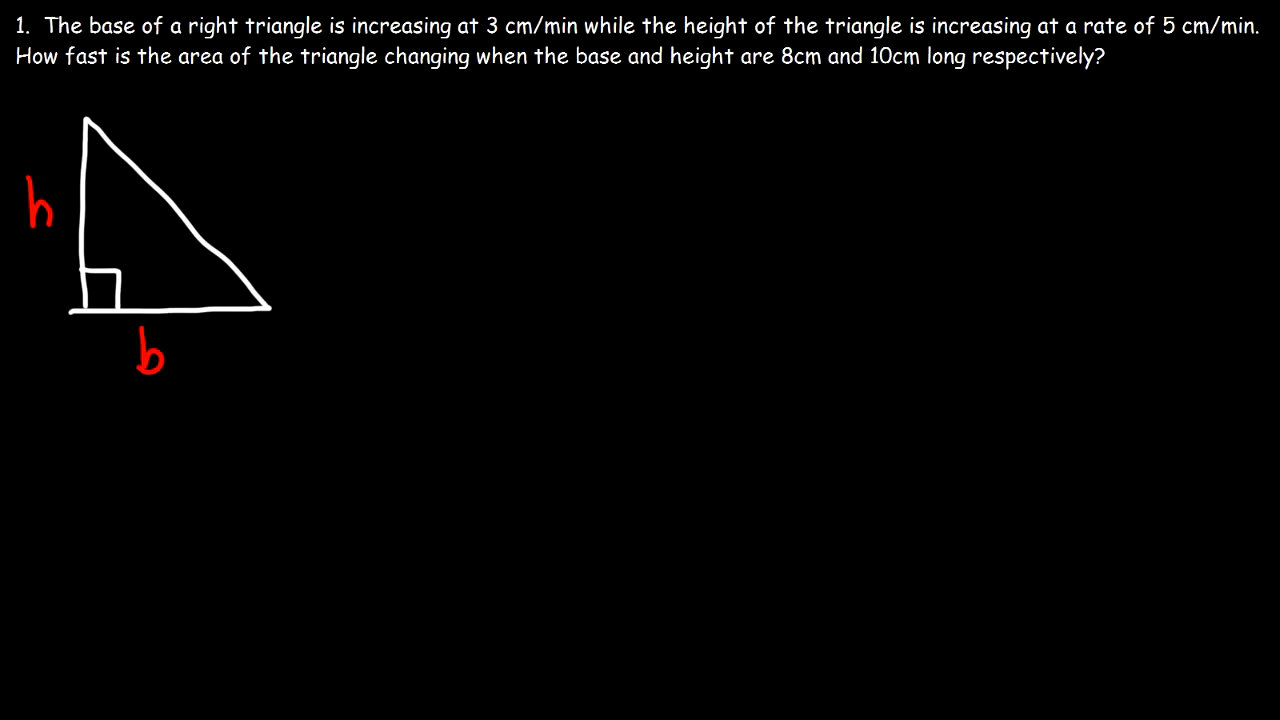 1. The base of a right triangle is increasing at 3 cm/min while the height of the triangle is increasing at a rate of 5 cm/min.
How fast is the area of the triangle changing when the base and height are 8cm and 10cm long respectively?
h
b